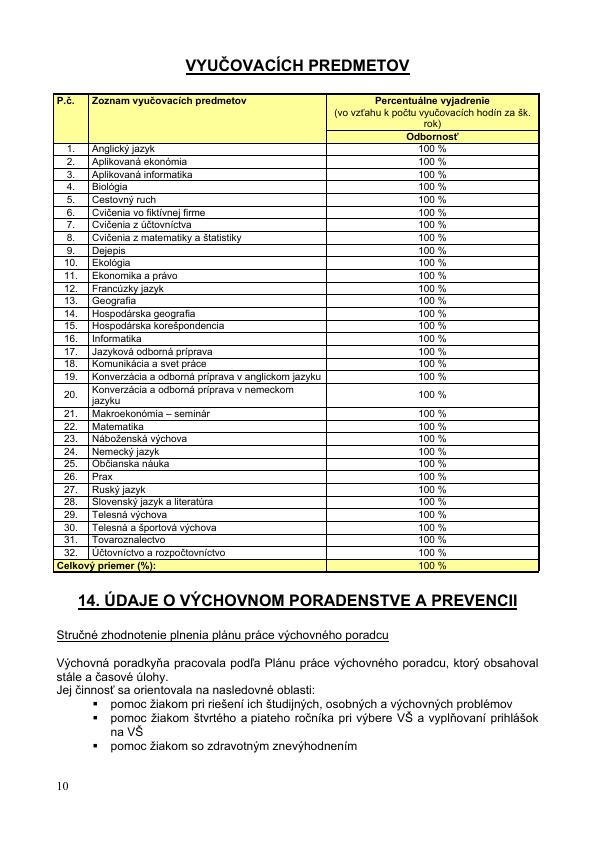 VYUČOVACÍCH PREDMETOV
P.č. Zoznam vyučovacích predmetov Percentuálne vyjadrenie
(vo vzťahu k počtu vyučovacích hodín za šk.
rok)
Odbornosť
1. Anglický jazyk 100 %
2. Aplikovaná ekonómia 100 %
3. Aplikovaná informatika 100 %
4. Biológia 100 %
5. Cestovný ruch 100 %
6. Cvičenia vo fiktívnej firme 100 %
7. Cvičenia z účtovníctva 100 %
8. Cvičenia z matematiky a štatistiky 100 %
9. Dejepis 100 %
10. Ekológia 100 %
11. Ekonomika a právo 100 %
12. Francúzky jazyk 100 %
13. Geografia 100 %
14. Hospodárska geografia 100 %
15. Hospodárska korešpondencia 100 %
16. Informatika 100 %
17. Jazyková odborná príprava 100 %
18. Komunikácia a svet práce 100 %
19. Konverzácia a odborná príprava v anglickom jazyku 100 %
20. Konverzácia a odborná príprava v nemeckom
jazyku 100 %
21. Makroekonómia – seminár 100 %
22. Matematika 100 %
23. Náboženská výchova 100 %
24. Nemecký jazyk 100 %
25. Občianska náuka 100 %
26. Prax 100 %
27. Ruský jazyk 100 %
28. Slovenský jazyk a literatúra 100 %
29. Telesná výchova 100 %
30. Telesná a športová výchova 100 %
31. Tovaroznalectvo 100 %
32. Účtovníctvo a rozpočtovníctvo 100 %
Celkový priemer (%): 100 %
14. ÚDAJE O VÝCHOVNOM PORADENSTVE A PREVENCII
Stručné zhodnotenie plnenia plánu práce výchovného poradcu
Výchovná poradkyňa pracovala podľa Plánu práce výchovného poradcu, ktorý obsahoval
stále a časové úlohy.
Jej činnosť sa orientovala na nasledovné oblasti:
▪ pomoc žiakom pri riešení ich študijných, osobných a výchovných problémov
▪ pomoc žiakom štvrtého a piateho ročníka pri výbere VŠ a vyplňovaní prihlášok
na VŠ
▪ pomoc žiakom so zdravotným znevýhodnením
10